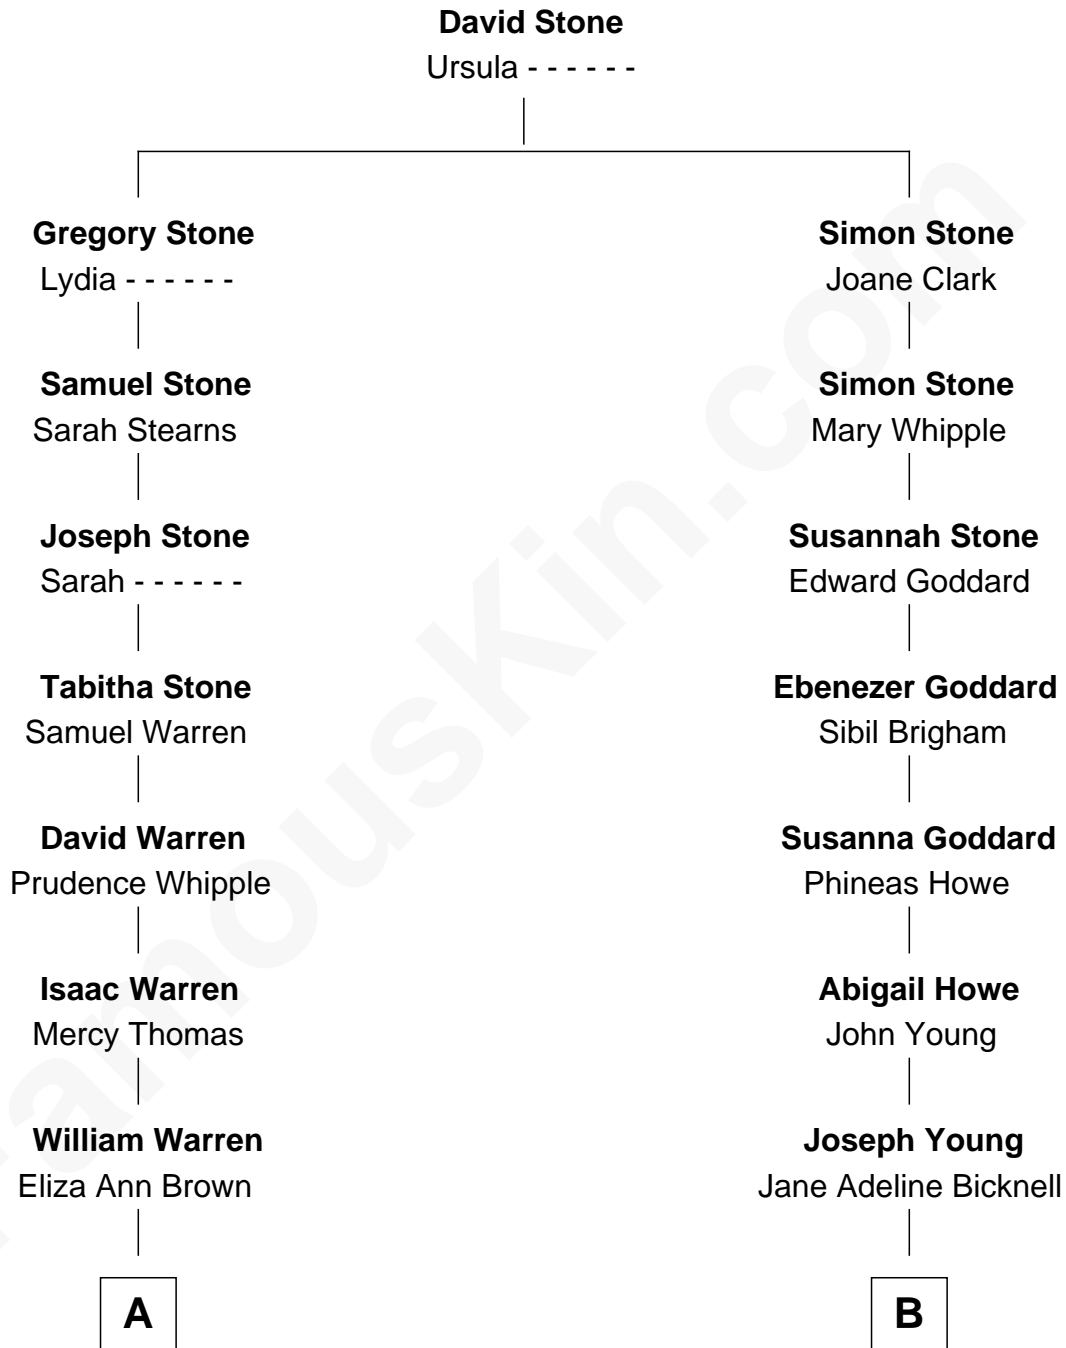 David Stone
Ursula - - - - - -
Gregory Stone
Lydia - - - - - -
Simon Stone
Joane Clark
Samuel Stone
Sarah Stearns
Simon Stone
Mary Whipple
Joseph Stone
Sarah - - - - - -
Susannah Stone
Edward Goddard
Tabitha Stone
Samuel Warren
Ebenezer Goddard
Sibil Brigham
David Warren
Prudence Whipple
Susanna Goddard
Phineas Howe
Isaac Warren
Mercy Thomas
Abigail Howe
John Young
William Warren
Eliza Ann Brown
Joseph Young
Jane Adeline Bicknell
A
B
FamousKin.com